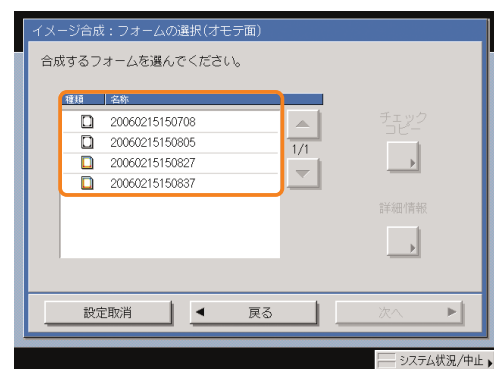 イメージ合成：フォームの選択(オモテ面)
合成するフォームを選んでください。
種類 名称
20060215150708
20060215150805
20060215150827
20060215150837
1/1
チェック
コピー
詳細情報
設定取消
戻る
次へ
システム状況/中止